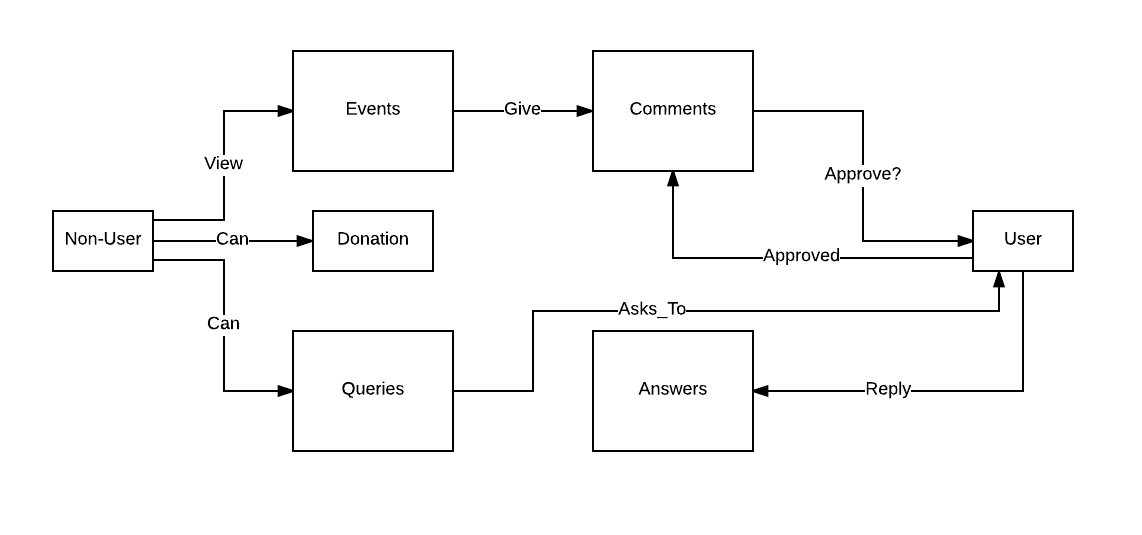 Events
Give
Comments
View
Approve?
Non-User
Can
Donation
User
Approved
Can
Asks_To
Queries
Answers
Reply